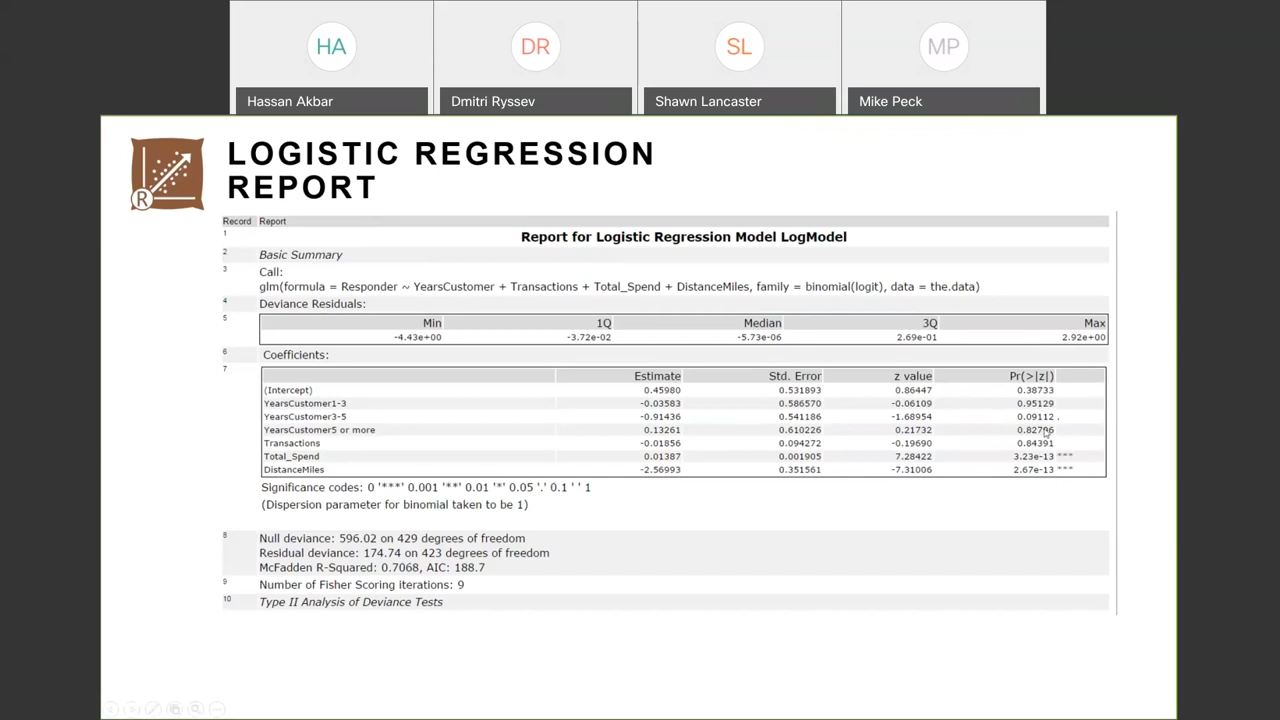 HA
DR
SL
MP
Hassan Akbar
Dmitri Ryssev
Shawn Lancaster
Mike Peck
R
LOGISTIC REGRESSION
REPORT
Record Report
1 Report for Logistic Regression Model LogModel
2 Basic Summary
3 Call:
glm(formula = Responder ~ YearsCustomer + Transactions + Total_Spend + DistanceMiles, family = binomial(logit), data = the.data)
4 Deviance Residuals:
5 Min 1Q Median 3Q Max
-4.43e+00 -3.72e-02 -5.73e-06 2.69e-01 2.92e+00
6 Coefficients:
7 Estimate Std. Error z value Pr(>|z|)
(Intercept) 0.45980 0.531893 0.86447 0.38733
YearsCustomer1-3 -0.03583 0.586570 -0.06109 0.95129
YearsCustomer3-5 -0.91436 0.541186 -1.68954 0.09112 .
YearsCustomer5 or more 0.13261 0.610226 0.21732 0.82796
Transactions -0.01856 0.094272 -0.19690 0.84391
Total_Spend 0.01387 0.001905 7.28422 3.23e-13 ***
DistanceMiles -2.56993 0.351561 -7.31006 2.67e-13 ***
Significance codes: 0 '***' 0.001 '**' 0.01 '*' 0.05 '.' 0.1 ' ' 1
(Dispersion parameter for binomial taken to be 1)
8 Null deviance: 596.02 on 429 degrees of freedom
Residual deviance: 174.74 on 423 degrees of freedom
McFadden R-Squared: 0.7068, AIC: 188.7
9 Number of Fisher Scoring iterations: 9
10 Type II Analysis of Deviance Tests